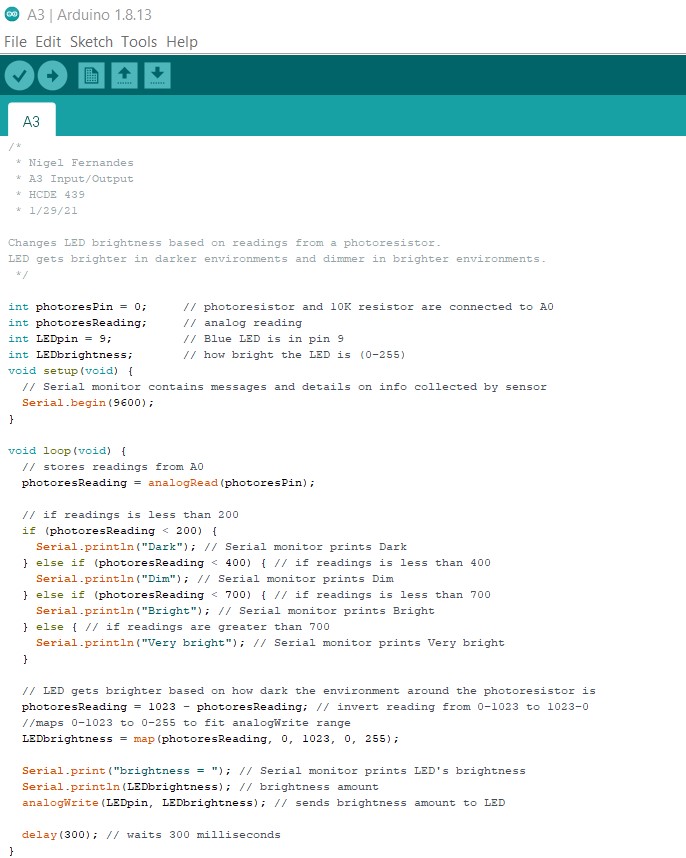 A3 | Arduino 1.8.13
File Edit Sketch Tools Help
A3
/*
 * Nigel Fernandes
 * A3 Input/Output
 * HCDE 439
 * 1/29/21

Changes LED brightness based on readings from a photoresistor.
LED gets brighter in darker environments and dimmer in brighter environments.
 */

int photoresPin = 0;     // photoresistor and 10K resistor are connected to A0
int photoresReading;     // analog reading
int LEDpin = 9;          // Blue LED is in pin 9
int LEDbrightness;       // how bright the LED is (0-255)
void setup(void) {
  // Serial monitor contains messages and details on info collected by sensor
  Serial.begin(9600);
}

void loop(void) {
  // stores readings from A0
  photoresReading = analogRead(photoresPin);

  // if readings is less than 200
  if (photoresReading < 200) {
    Serial.println("Dark"); // Serial monitor prints Dark
  } else if (photoresReading < 400) { // if readings is less than 400
    Serial.println("Dim"); // Serial monitor prints Dim
  } else if (photoresReading < 700) { // if readings is less than 700
    Serial.println("Bright"); // Serial monitor prints Bright
  } else { // if readings are greater than 700
    Serial.println("Very bright"); // Serial monitor prints Very bright
  }

  // LED gets brighter based on how dark the environment around the photoresistor is
  photoresReading = 1023 - photoresReading; // invert reading from 0-1023 to 1023-0
  //maps 0-1023 to 0-255 to fit analogWrite range
  LEDbrightness = map(photoresReading, 0, 1023, 0, 255);

  Serial.print("brightness = "); // Serial monitor prints LED's brightness
  Serial.println(LEDbrightness); // brightness amount
  analogWrite(LEDpin, LEDbrightness); // sends brightness amount to LED

  delay(300); // waits 300 milliseconds
}